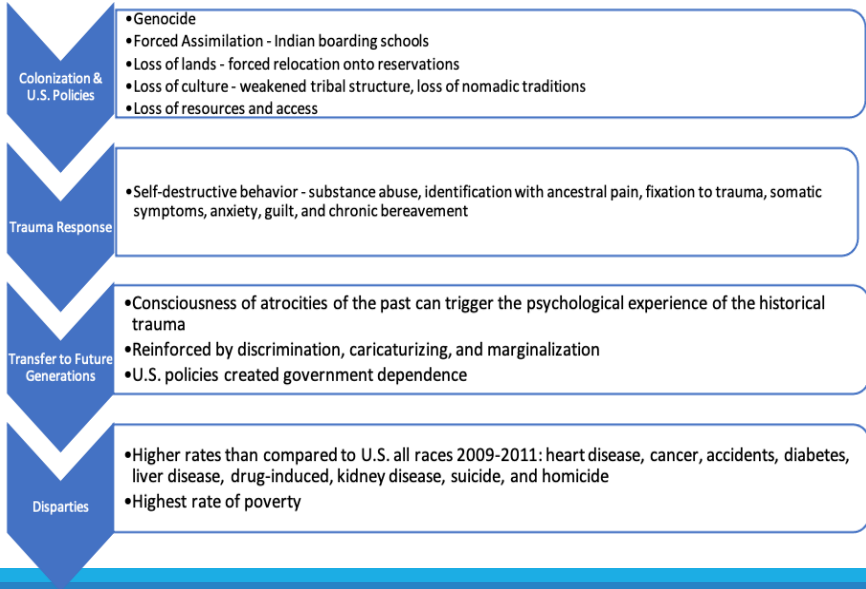 Colonization &
U.S. Policies
•Genocide
•Forced Assimilation - Indian boarding schools
•Loss of lands - forced relocation onto reservations
•Loss of culture - weakened tribal structure, loss of nomadic traditions
•Loss of resources and access
Trauma Response
•Self-destructive behavior - substance abuse, identification with ancestral pain, fixation to trauma, somatic
symptoms, anxiety, guilt, and chronic bereavement
Transfer to Future
Generations
•Consciousness of atrocities of the past can trigger the psychological experience of the historical
trauma
•Reinforced by discrimination, caricaturizing, and marginalization
•U.S. policies created government dependence
Disparties
•Higher rates than compared to U.S. all races 2009-2011: heart disease, cancer, accidents, diabetes,
liver disease, drug-induced, kidney disease, suicide, and homicide
•Highest rate of poverty